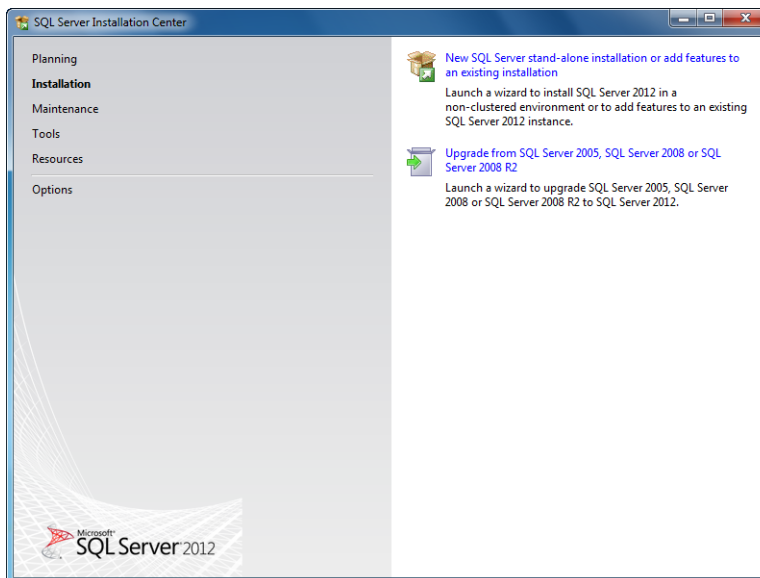 SQL Server Installation Center
Planning
Installation
Maintenance
Tools
Resources
Options
New SQL Server stand-alone installation or add features to
an existing installation
Launch a wizard to install SQL Server 2012 in a
non-clustered environment or to add features to an existing
SQL Server 2012 instance.
Upgrade from SQL Server 2005, SQL Server 2008 or SQL
Server 2008 R2
Launch a wizard to upgrade SQL Server 2005, SQL Server
2008 or SQL Server 2008 R2 to SQL Server 2012.
Microsoft®
SQL Server 2012